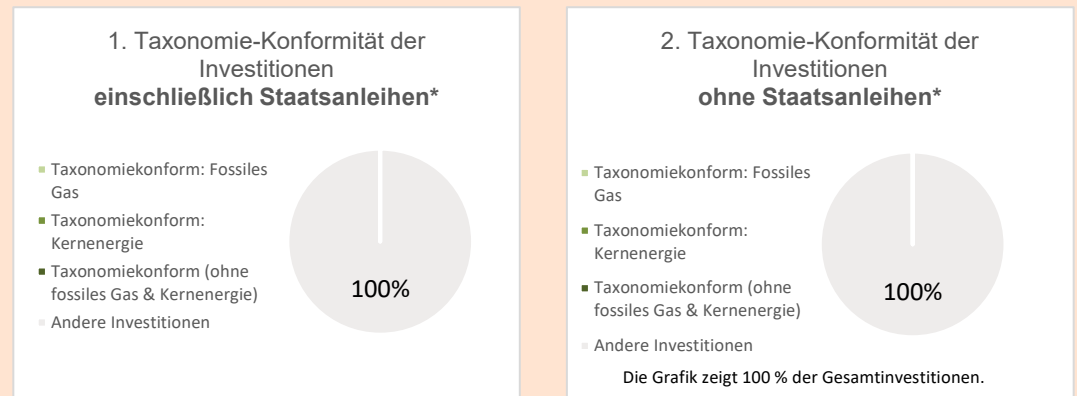 1. Taxonomie-Konformität der
Investitionen
einschließlich Staatsanleihen*
Taxonomiekonform: Fossiles
Gas
Taxonomiekonform:
Kernenergie
Taxonomiekonform (ohne
fossiles Gas & Kernenergie)
Andere Investitionen
100%
2. Taxonomie-Konformität der
Investitionen
ohne Staatsanleihen*
Taxonomiekonform: Fossiles
Gas
Taxonomiekonform:
Kernenergie
Taxonomiekonform (ohne
fossiles Gas & Kernenergie)
Andere Investitionen
100%
Die Grafik zeigt 100 % der Gesamtinvestitionen.